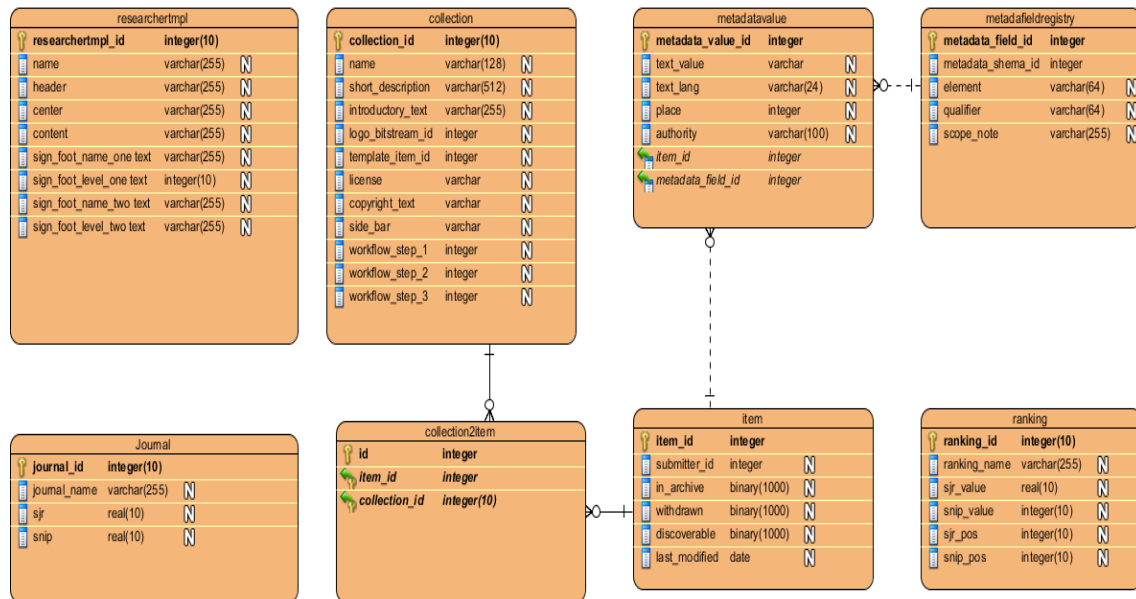 researchertmpl
researchertmpl_id integer(10)
name varchar(255) N
header varchar(255) N
center varchar(255) N
content varchar(255) N
sign_foot_name_one text varchar(255) N
sign_foot_level_one text integer(10) N
sign_foot_name_two text varchar(255) N
sign_foot_level_two text varchar(255) N
collection
collection_id integer(10)
name varchar(128) N
short_description varchar(512) N
introductory_text varchar(255) N
logo_bitstream_id integer N
template_item_id integer N
license varchar N
copyright_text varchar N
side_bar varchar N
workflow_step_1 integer N
workflow_step_2 integer N
workflow_step_3 integer N
metadatavalue
metadata_value_id integer
text_value varchar N
text_lang varchar(24) N
place integer N
authority varchar(100) N
item_id integer
metadata_field_id integer
metadafieldregistry
metadata_field_id integer
metadata_shema_id integer
element varchar(64) N
qualifier varchar(64) N
scope_note varchar(255) N
Journal
journal_id integer(10)
journal_name varchar(255) N
sjr real(10) N
snip real(10) N
collection2item
id integer
item_id integer
collection_id integer(10)
item
item_id integer
submitter_id integer N
in_archive binary(1000) N
withdrawn binary(1000) N
discoverable binary(1000) N
last_modified date N
ranking
ranking_id integer(10)
ranking_name varchar(255) N
sjr_value real(10) N
snip_value integer(10) N
sjr_pos integer(10) N
snip_pos integer(10) N